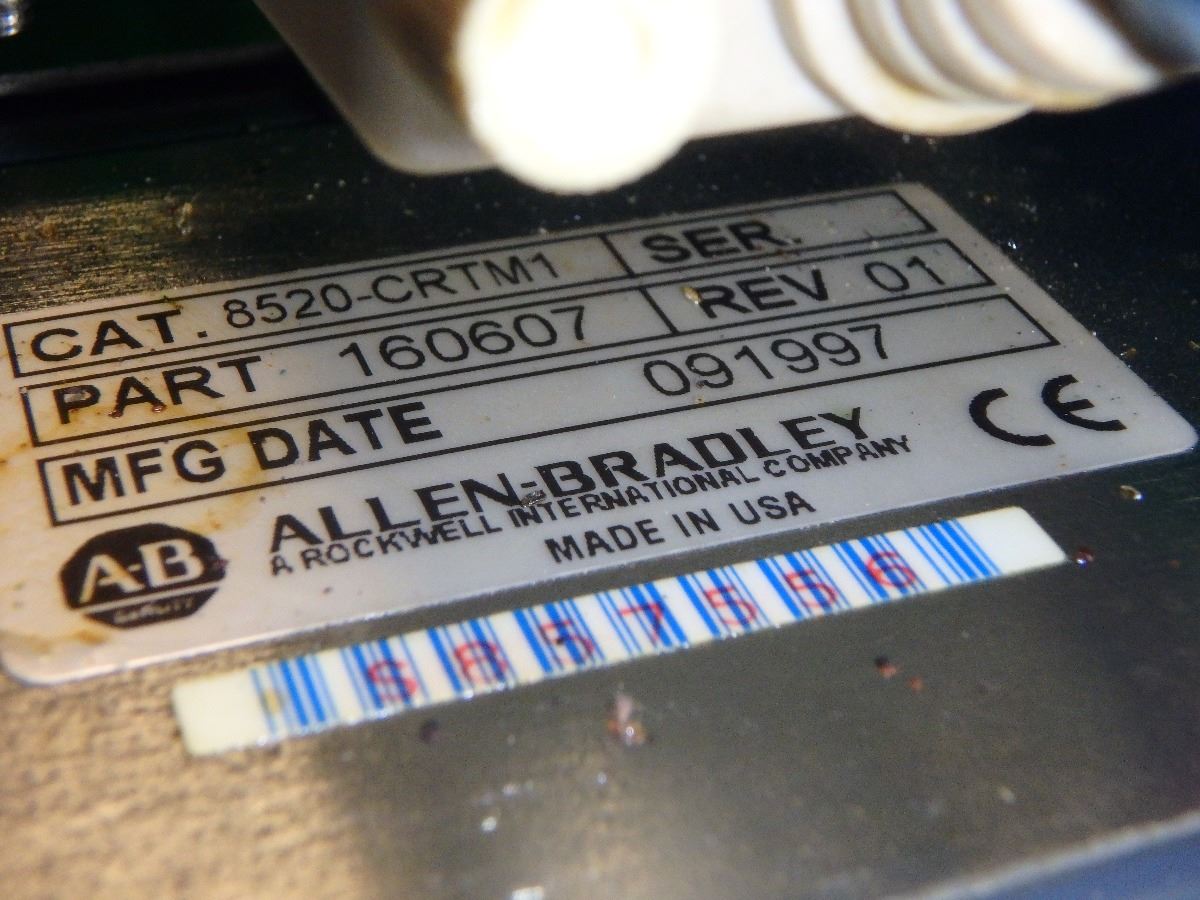 CAT. 8520-CRTM1 SER.
PART 160607 REV 01
MFG DATE 091997
ALLEN-BRADLEY
A ROCKWELL INTERNATIONAL COMPANY
MADE IN USA
CE
A-B
S857556